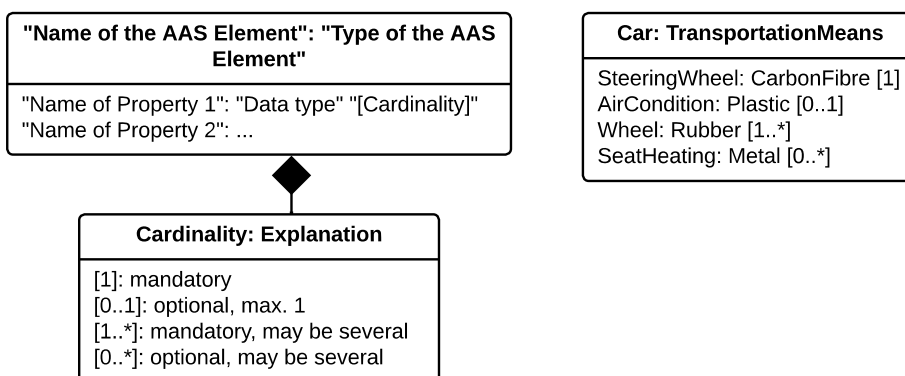 "Name of the AAS Element": "Type of the AAS
Element"
"Name of Property 1": "Data type" "[Cardinality]"
"Name of Property 2": ...
Cardinality: Explanation
[1]: mandatory
[0..1]: optional, max. 1
[1..*]: mandatory, may be several
[0..*]: optional, may be several
Car: TransportationMeans
SteeringWheel: CarbonFibre [1]
AirCondition: Plastic [0..1]
Wheel: Rubber [1..*]
SeatHeating: Metal [0..*]